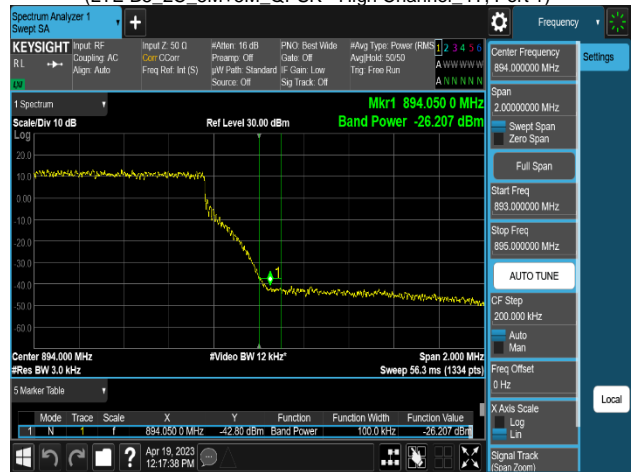 Spectrum Analyzer 1
Swept SA
Frequency
KEYSIGHT
RL
Input: RF
Coupling: AC
Align: Auto
Input Z: 50 Ω
Corr CCorr
Freq Ref: Int (S)
#Atten: 16 dB
Preamp: Off
µW Path: Standard
Source: Off
PNO: Best Wide
Gate: Off
IF Gain: Low
Sig Track: Off
#Avg Type: Power (RMS
Avg|Hold: 50/50
Trig: Free Run
1 2 3 4 5 6
A W W W W W
A N N N N N
1 Spectrum
Scale/Div 10 dB
Log
Ref Level 30.00 dBm
Mkr1 894.050 0 MHz
Band Power -26.207 dBm
20.0
10.0
0.00
-10.0
-20.0
-30.0
-40.0
-50.0
-60.0
1
Center 894.000 MHz
#Res BW 3.0 kHz
#Video BW 12 kHz*
Span 2.000 MHz
Sweep 56.3 ms (1334 pts)
5 Marker Table
Mode Trace Scale X Y Function Function Width Function Value
1 N 1 f 894.050 0 MHz -42.80 dBm Band Power 100.0 kHz -26.207 dBm
Apr 19, 2023
12:17:38 PM
?
Center Frequency
894.000000 MHz
Settings
Span
2.00000000 MHz
Swept Span
Zero Span
Full Span
Start Freq
893.000000 MHz
Stop Freq
895.000000 MHz
AUTO TUNE
CF Step
200.000 kHz
Auto
Man
Freq Offset
0 Hz
X Axis Scale
Log
Lin
Local
Signal Track
(Span Zoom)